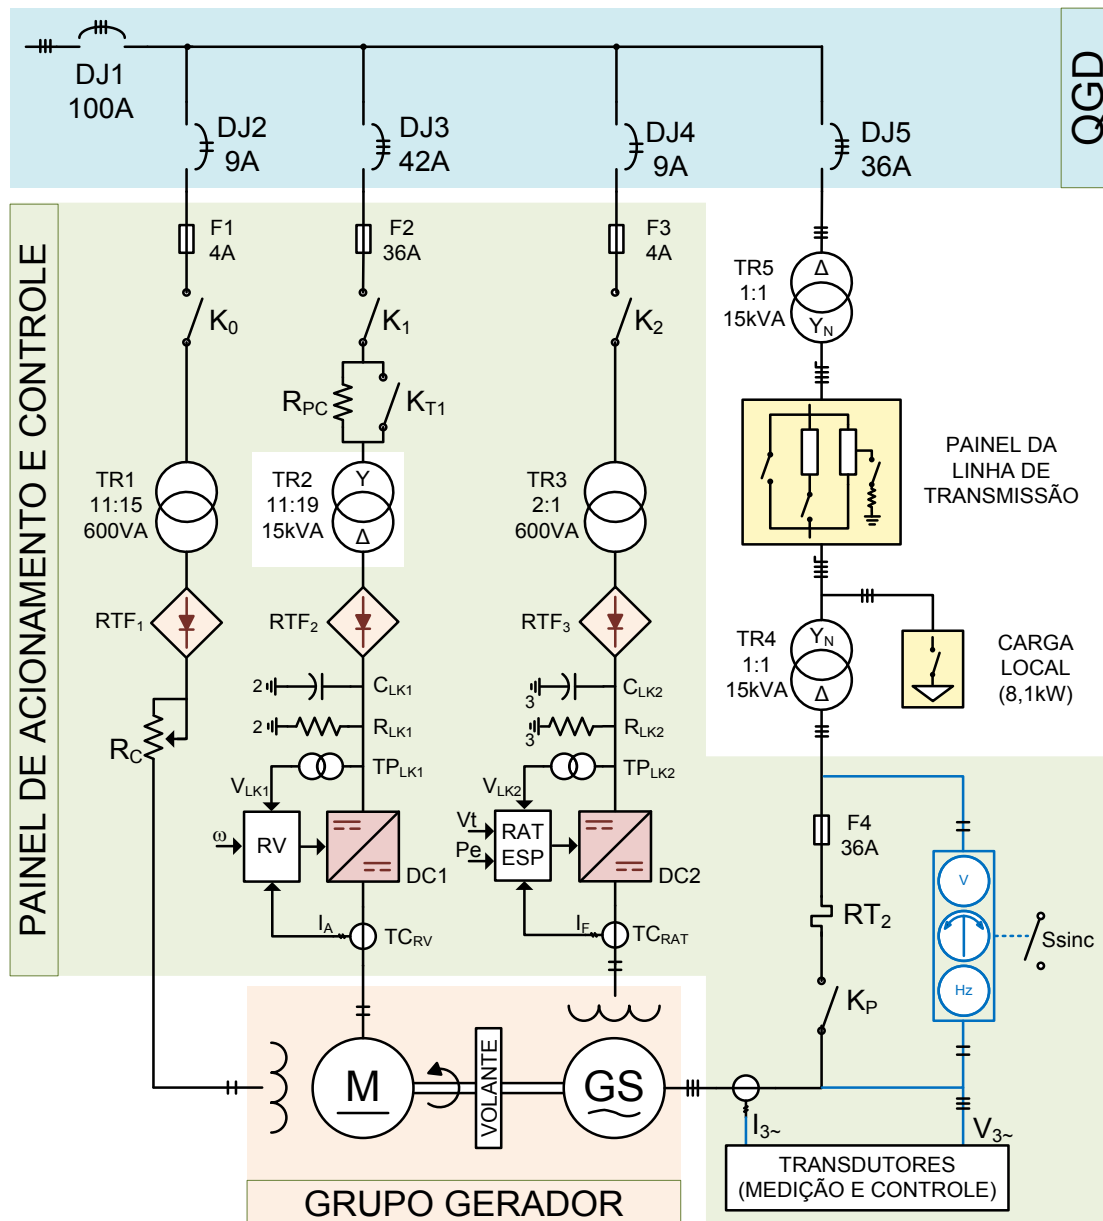 DJ1
100A
DJ2
9A
DJ3
42A
DJ4
9A
DJ5
36A
QGD
PAINEL DE ACIONAMENTO E CONTROLE
F1
4A
F2
36A
F3
4A
K0
K1
K2
RPC
KT1
TR5
1:1
15kVA
Δ
YN
TR1
11:15
600VA
TR2
11:19
15kVA
Y
Δ
TR3
2:1
600VA
PAINEL DA
LINHA DE
TRANSMISSÃO
RTF1
RTF2
RTF3
TR4
1:1
15kVA
YN
Δ
CARGA
LOCAL
(8,1kW)
2
CLK1
2
RLK1
TPLK1
VLK1
3
CLK2
3
RLK2
TPLK2
VLK2
RC
ω
RV
DC1
Vt
Pe
RAT
ESP
DC2
IA
TCRV
IF
TCRAT
F4
36A
RT2
KP
V
Hz
Ssinc
M
VOLANTE
GS
I3~
V3~
TRANSDUTORES
(MEDIÇÃO E CONTROLE)
GRUPO GERADOR